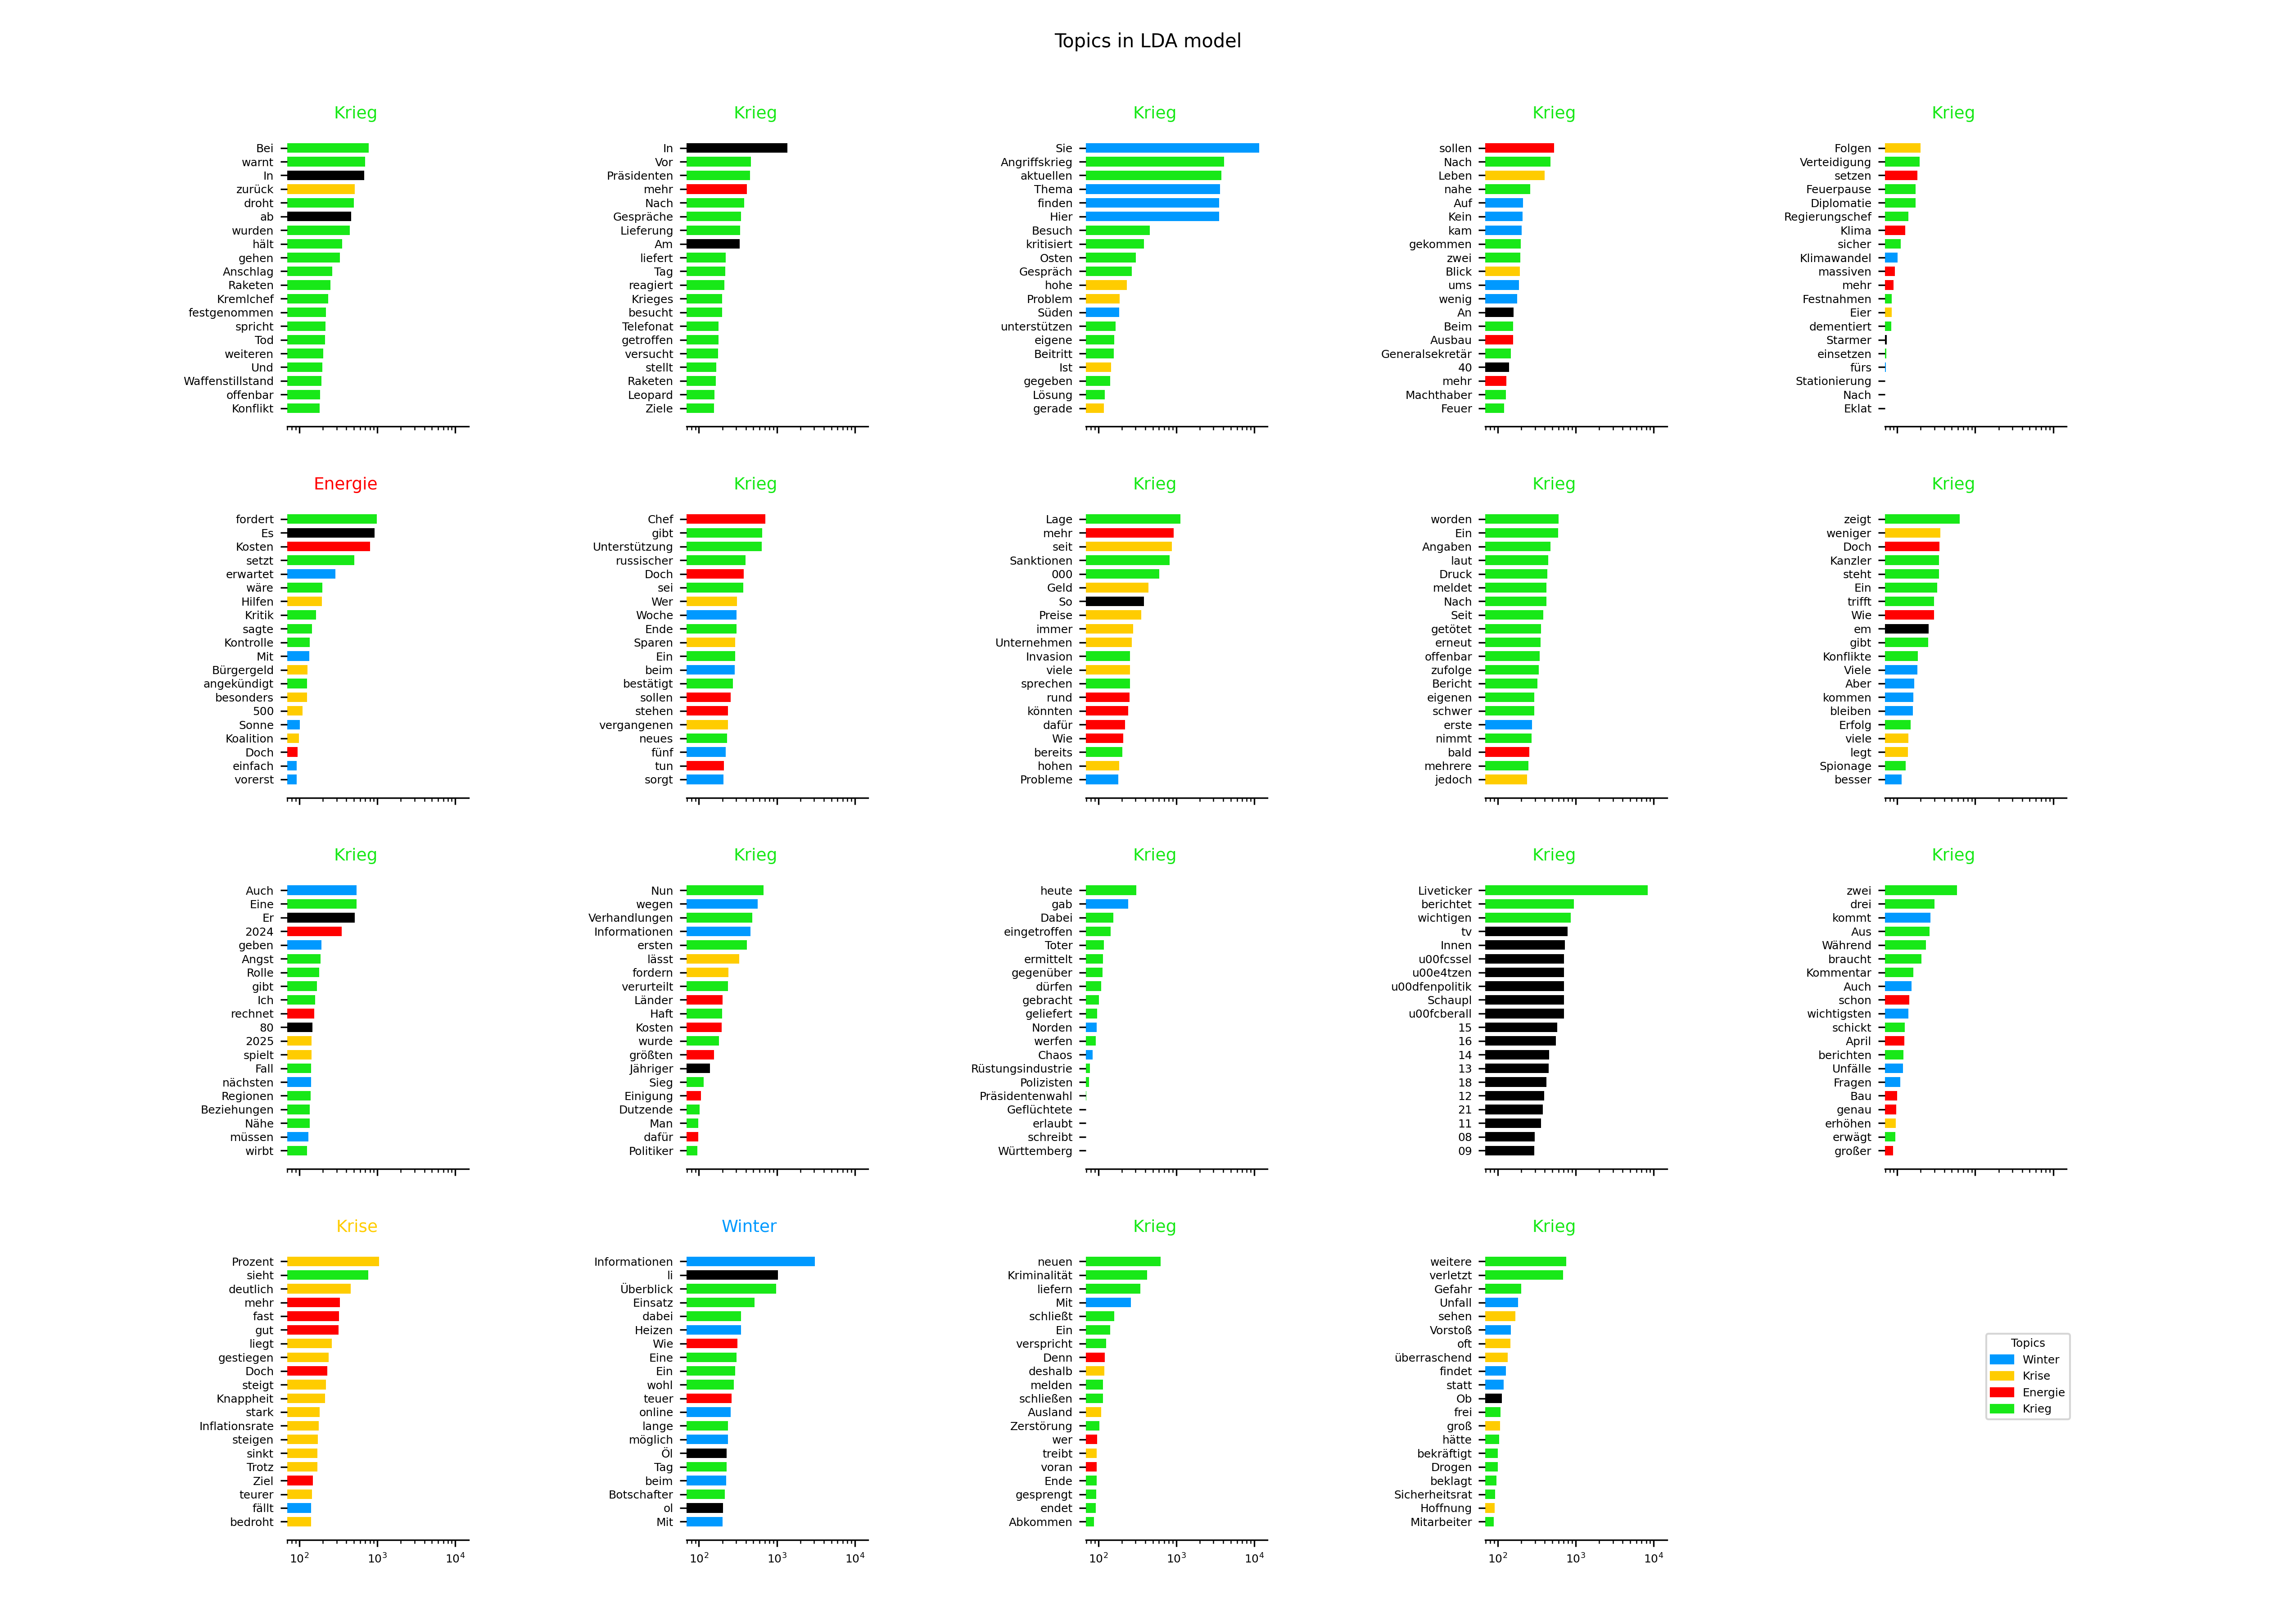 Topics in LDA model
Krieg
Bei
warnt
In
zurück
droht
ab
wurden
hält
gehen
Anschlag
Raketen
Kremlchef
festgenommen
spricht
Tod
weiteren
Und
Waffenstillstand
offenbar
Konflikt
Krieg
In
Vor
Präsidenten
mehr
Nach
Gespräche
Lieferung
Am
liefert
Tag
reagiert
Krieges
besucht
Telefonat
getroffen
versucht
stellt
Raketen
Leopard
Ziele
Krieg
Sie
Angriffskrieg
aktuellen
Thema
finden
Hier
Besuch
kritisiert
Osten
Gespräch
hohe
Problem
Süden
unterstützen
eigene
Beitritt
Ist
gegeben
Lösung
gerade
Krieg
sollen
Nach
Leben
nahe
Auf
Kein
kam
gekommen
zwei
Blick
ums
wenig
An
Beim
Ausbau
Generalsekretär
40
mehr
Machthaber
Feuer
Krieg
Folgen
Verteidigung
setzen
Feuerpause
Diplomatie
Regierungschef
Klima
sicher
Klimawandel
massiven
mehr
Festnahmen
Eier
dementiert
Starmer
einsetzen
fürs
Stationierung
Nach
Eklat
Energie
fordert
Es
Kosten
setzt
erwartet
wäre
Hilfen
Kritik
sagte
Kontrolle
Mit
Bürgergeld
angekündigt
besonders
500
Sonne
Koalition
Doch
einfach
vorerst
Krieg
Chef
gibt
Unterstützung
russischer
Doch
sei
Wer
Woche
Ende
Sparen
Ein
beim
bestätigt
sollen
stehen
vergangenen
neues
fünf
tun
sorgt
Krieg
Lage
mehr
seit
Sanktionen
000
Geld
So
Preise
immer
Unternehmen
Invasion
viele
sprechen
rund
könnten
dafür
Wie
bereits
hohen
Probleme
Krieg
worden
Ein
Angaben
laut
Druck
meldet
Nach
Seit
getötet
erneut
offenbar
zufolge
Bericht
eigenen
schwer
erste
nimmt
bald
mehrere
jedoch
Krieg
zeigt
weniger
Doch
Kanzler
steht
Ein
trifft
Wie
em
gibt
Konflikte
Viele
Aber
kommen
bleiben
Erfolg
viele
legt
Spionage
besser
Krieg
Auch
Eine
Er
2024
geben
Angst
Rolle
gibt
Ich
rechnet
80
2025
spielt
Fall
nächsten
Regionen
Beziehungen
Nähe
müssen
wirbt
Krieg
Nun
wegen
Verhandlungen
Informationen
ersten
lässt
fordern
verurteilt
Länder
Haft
Kosten
wurde
größten
Jähriger
Sieg
Einigung
Dutzende
Man
dafür
Politiker
Krieg
heute
gab
Dabei
eingetroffen
Toter
ermittelt
gegenüber
dürfen
gebracht
geliefert
Norden
werfen
Chaos
Rüstungsindustrie
Polizisten
Präsidentenwahl
Geflüchtete
erlaubt
schreibt
Württemberg
Krieg
Liveticker
berichtet
wichtigen
tv
Innen
u00fcssel
u00e4tzen
u00dfenpolitik
Schaupl
u00fcberall
15
16
14
13
18
12
21
11
08
09
Krieg
zwei
drei
kommt
Aus
Während
braucht
Kommentar
Auch
schon
wichtigsten
schickt
April
berichten
Unfälle
Fragen
Bau
genau
erhöhen
erwägt
großer
Krise
Prozent
sieht
deutlich
mehr
fast
gut
liegt
gestiegen
Doch
steigt
Knappheit
stark
Inflationsrate
steigen
sinkt
Trotz
Ziel
teurer
fällt
bedroht
10² 10³ 10⁴
Winter
Informationen
li
Überblick
Einsatz
dabei
Heizen
Wie
Eine
Ein
wohl
teuer
online
lange
möglich
Öl
Tag
beim
Botschafter
ol
Mit
10² 10³ 10⁴
Krieg
neuen
Kriminalität
liefern
Mit
schließt
Ein
verspricht
Denn
deshalb
melden
schließen
Ausland
Zerstörung
wer
treibt
voran
Ende
gesprengt
endet
Abkommen
10² 10³ 10⁴
Krieg
weitere
verletzt
Gefahr
Unfall
sehen
Vorstoß
oft
überraschend
findet
statt
Ob
frei
groß
hätte
bekräftigt
Drogen
beklagt
Sicherheitsrat
Hoffnung
Mitarbeiter
10² 10³ 10⁴
Topics
Winter
Krise
Energie
Krieg